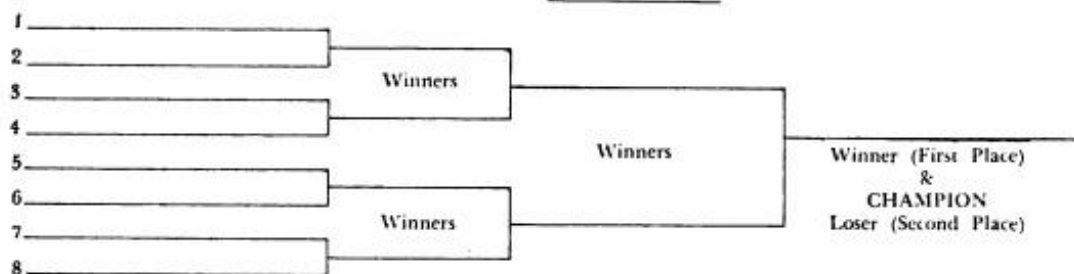 1
2
Winners
3
4
Winners
5
6
Winners
7
8
Winner (First Place)
&
CHAMPION
Loser (Second Place)